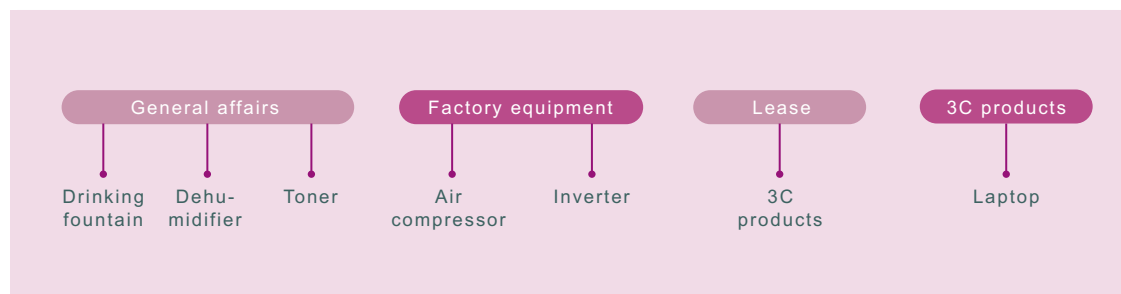 General affairs
Drinking
fountain
Dehu-
midifier
Toner
Factory equipment
Air
compressor
Inverter
Lease
3C
products
3C products
Laptop